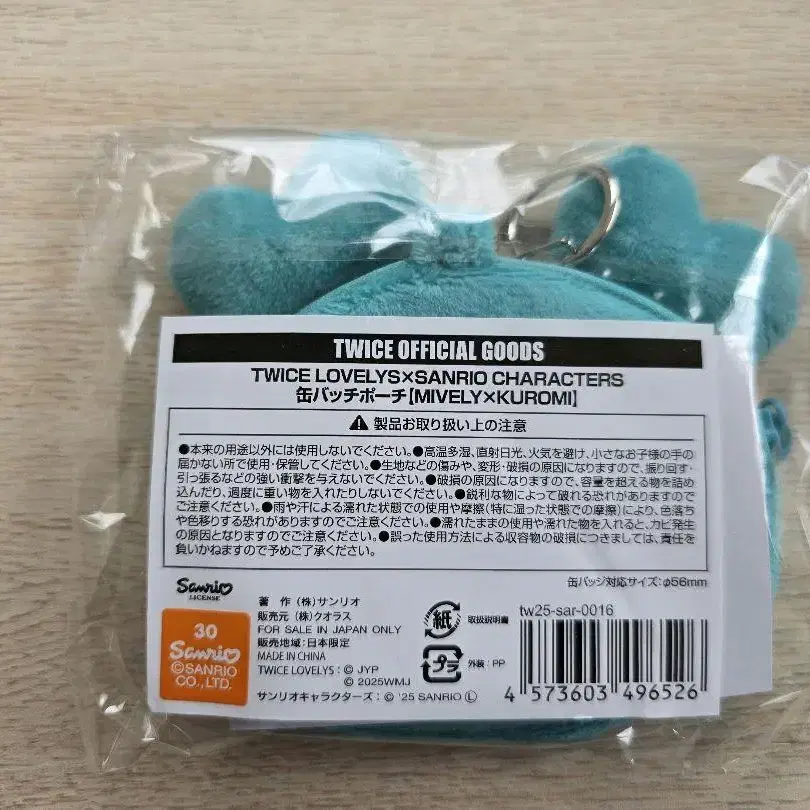 TWICE OFFICIAL GOODS
TWICE LOVELYS×SANRIO CHARACTERS
缶バッチポーチ【MIVELY×KUROMI】
⚠ 製品お取り扱い上の注意
●本来の用途以外には使用しないでください。●高温多湿、直射日光、火気を避け、小さなお子様の手の
届かない所で使用・保管してください。●生地などの傷みや、変形・破損の原因になりますので、振り回す・
引っ張るなどの強い衝撃を与えないでください。●破損の原因になりますので、容量を超える物を詰め
込んだり、過度に重い物を入れたりしないでください。●鋭利な物によって破れる恐れがありますので
ご注意ください。●雨や汗による濡れた状態での使用や摩擦(特に湿った状態での摩擦)により、色落ち
や色移りする恐れがありますのでご注意ください。●濡れたままの使用や濡れた物を入れると、カビ発生
の原因となりますのでご注意ください。●誤った使用方法による収容物の破損につきましては、責任を
負いかねますので予めご了承ください。
缶バッジ対応サイズ:φ56mm
Sanrio
LICENSE
30
Sanrio
©SANRIO
CO.,LTD.
著 作 (株)サンリオ
販売元 (株)クオラス
FOR SALE IN JAPAN ONLY
販売地域:日本限定
MADE IN CHINA
TWICE LOVELYS:© JYP
© 2025WMJ
サンリオキャラクターズ:© '25 SANRIO Ⓛ
紙 取扱説明書
プラ 外装:PP
tw25-sar-0016
4 573603 496526